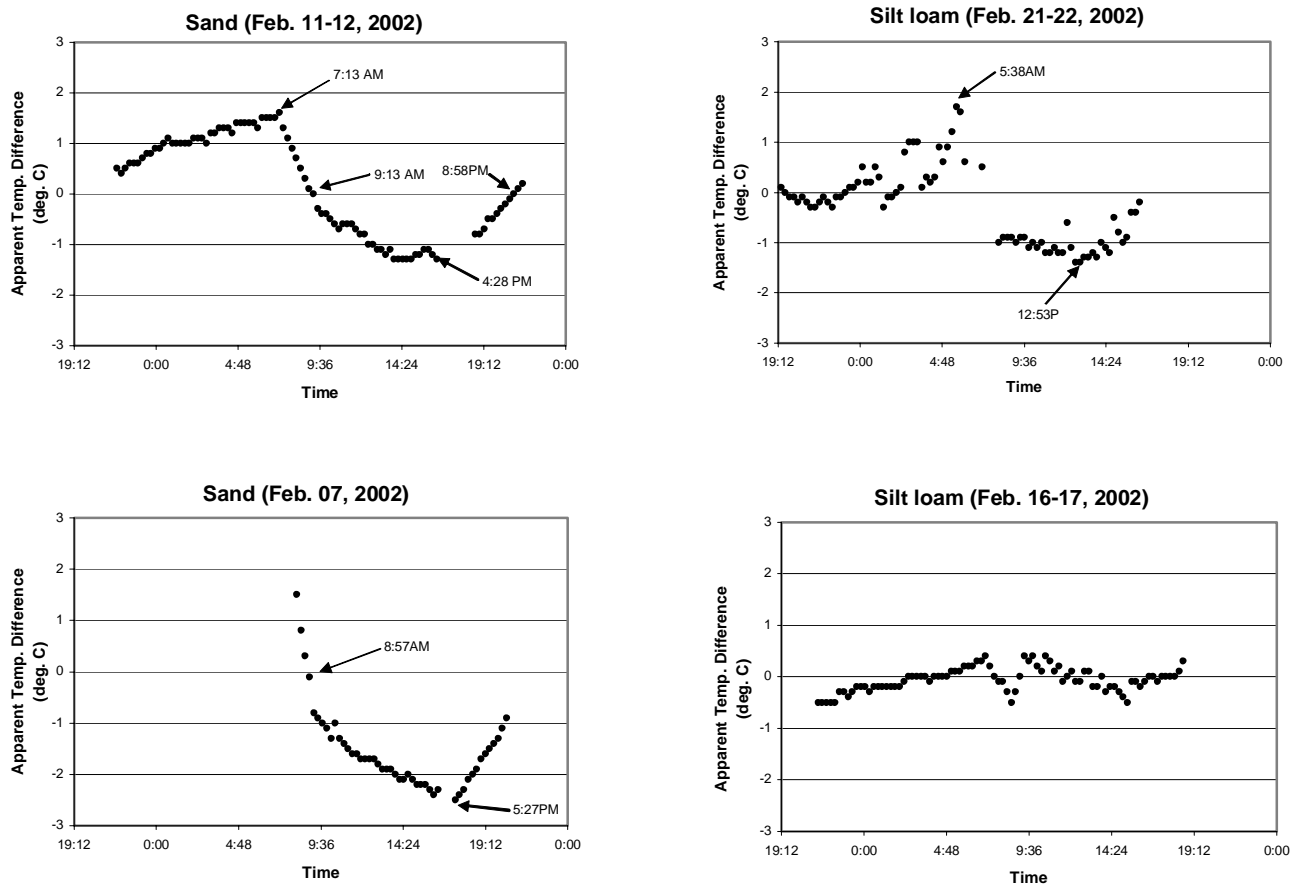 Sand (Feb. 11-12, 2002)
3
2
1
0
-1
-2
-3
Apparent Temp. Difference
(deg. C)
7:13 AM
9:13 AM
8:58PM
4:28 PM
19:12
0:00
4:48
9:36
14:24
19:12
0:00
Time
Silt loam (Feb. 21-22, 2002)
3
2
1
0
-1
-2
-3
Apparent Temp. Difference
(deg. C)
5:38AM
12:53P
19:12
0:00
4:48
9:36
14:24
19:12
0:00
Time
Sand (Feb. 07, 2002)
3
2
1
0
-1
-2
-3
Apparent Temp. Difference
(deg. C)
8:57AM
5:27PM
19:12
0:00
4:48
9:36
14:24
19:12
0:00
Time
Silt loam (Feb. 16-17, 2002)
3
2
1
0
-1
-2
-3
Apparent Temp. Difference
(deg. C)
19:12
0:00
4:48
9:36
14:24
19:12
0:00
Time